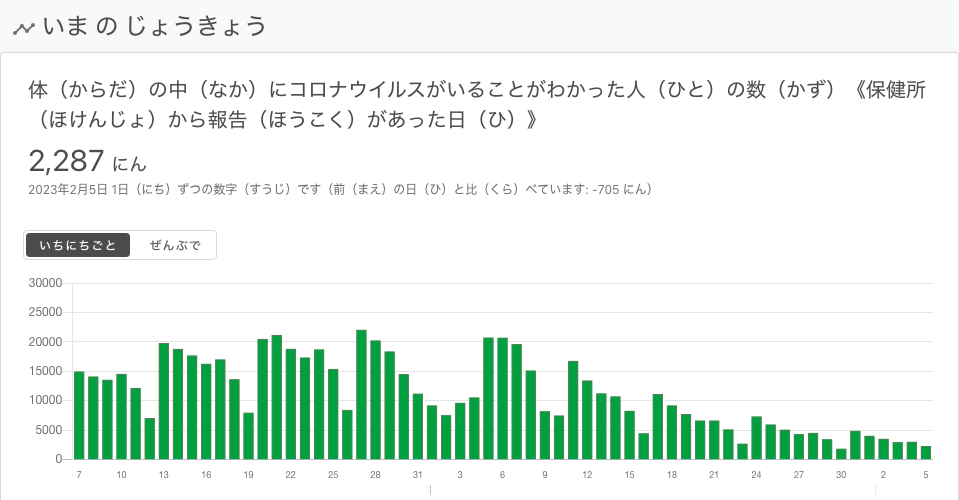 いま の じょうきょう
体（からだ）の中（なか）にコロナウイルスがいることがわかった人（ひと）の数（かず）《保健所
（ほけんじょ）から報告（ほうこく）があった日（ひ）》
2,287 にん
2023年2月5日 1日（にち）ずつの数字（すうじ）です（前（まえ）の日（ひ）と比（くら）べています: -705 にん）
いちにちごと ぜんぶで
30000
25000
20000
15000
10000
5000
0
7 10 13 16 19 22 25 28 31 3 6 9 12 15 18 21 24 27 30 2 5